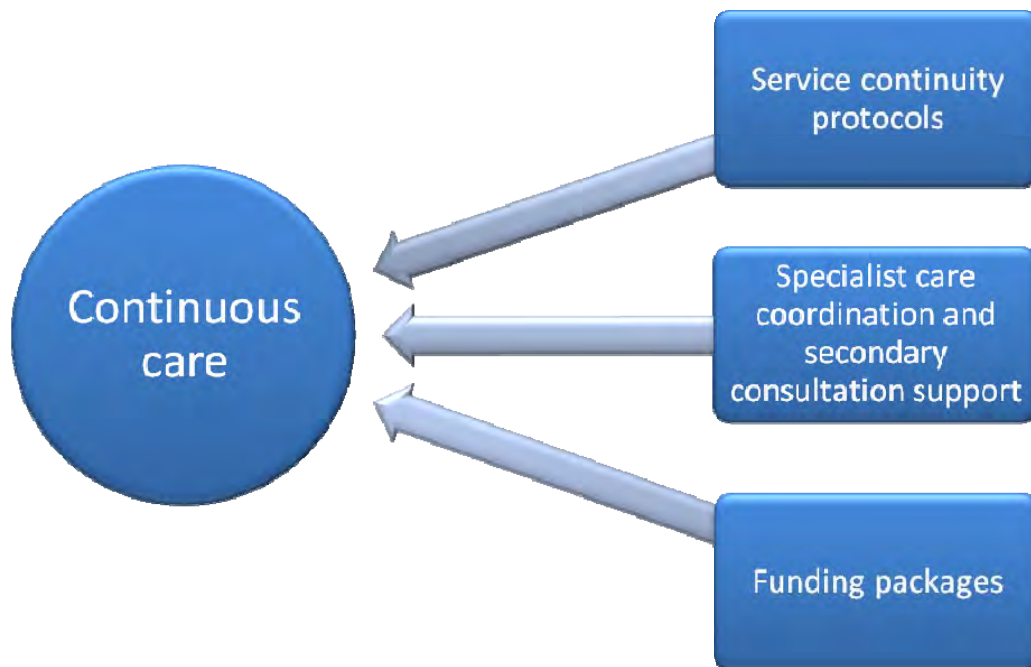 Continuous
care
Service continuity
protocols
Specialist care
coordination and
secondary
consultation support
Funding packages